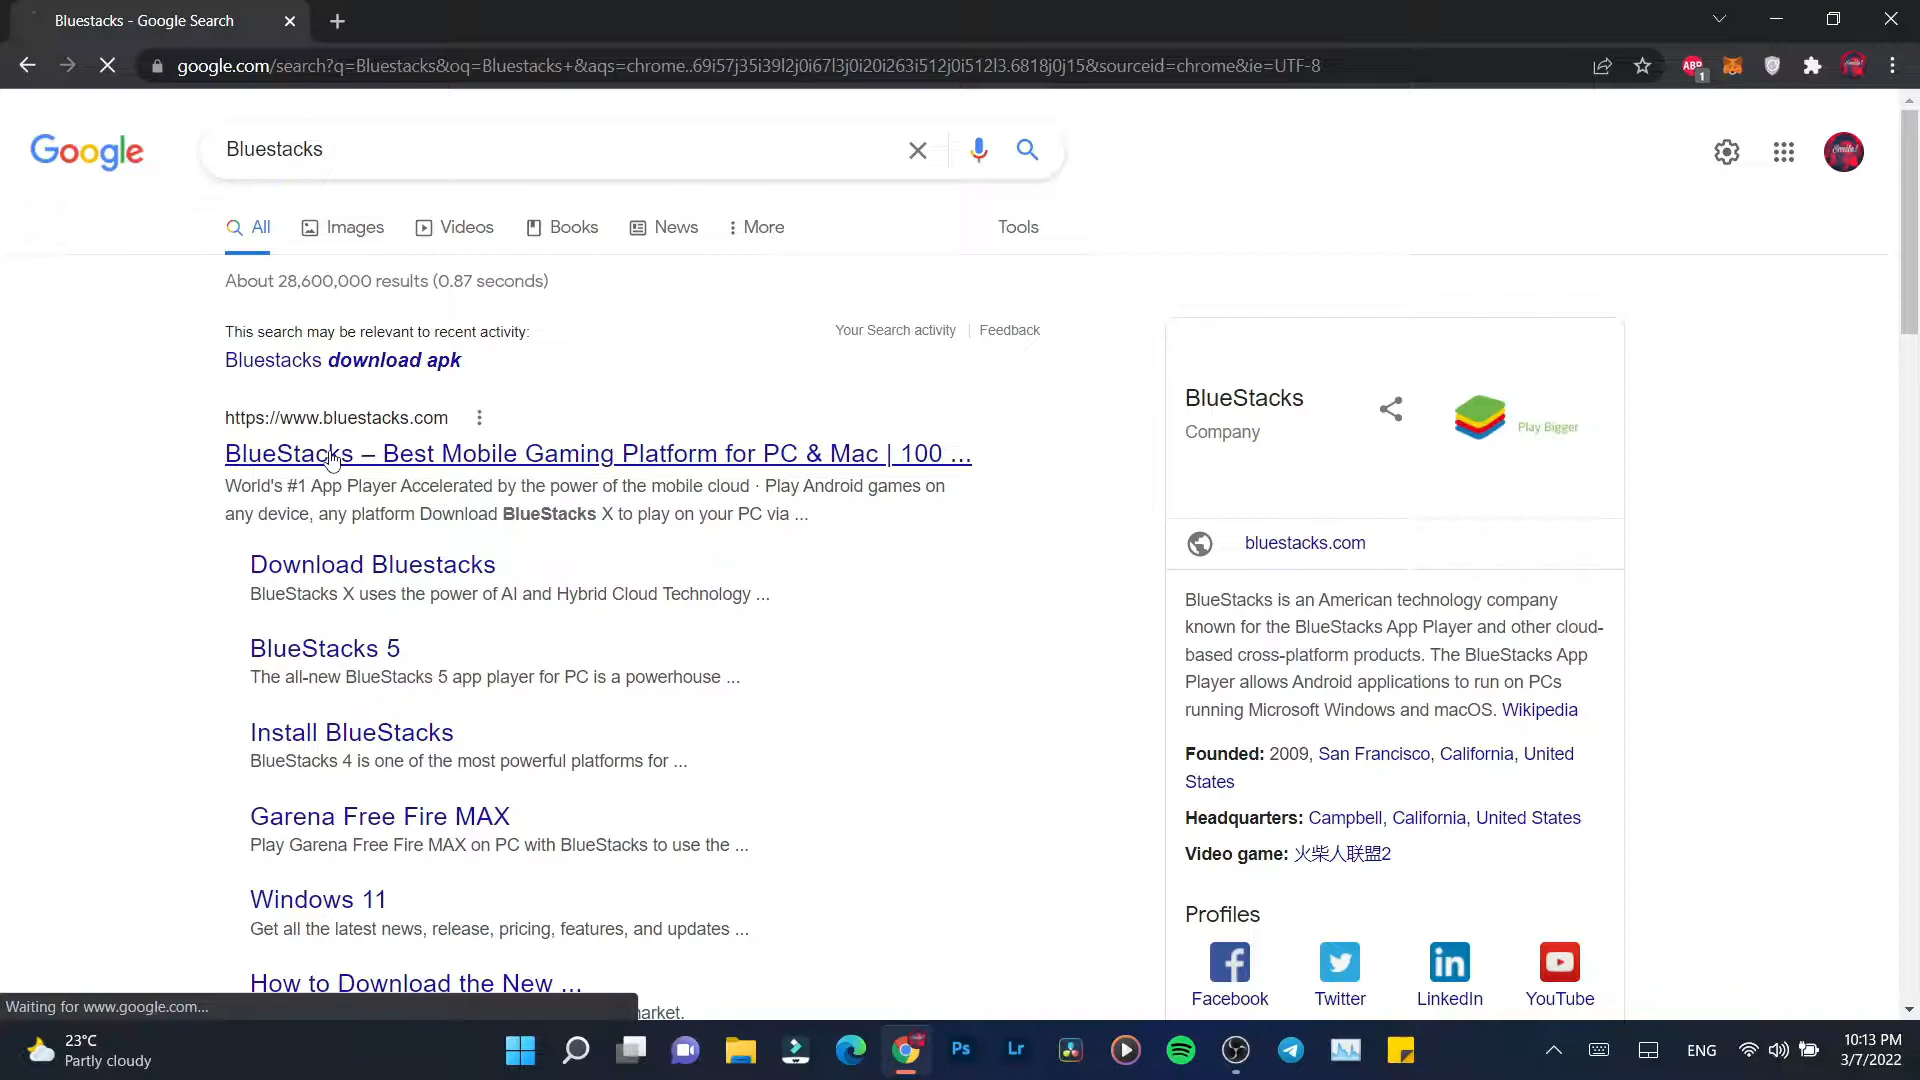 Bluestacks - Google Search
google.com/search?q=Bluestacks&oq=Bluestacks+&aqs=chrome..69i57j35i39l2j0i67l3j0i20i263i512j0i512l3.6818j0j15&sourceid=chrome&ie=UTF-8
ABP
1
Google
Bluestacks
All
Images
Videos
Books
News
More
Tools
About 28,600,000 results (0.87 seconds)
This search may be relevant to recent activity:
Your Search activity
Feedback
Bluestacks download apk
https://www.bluestacks.com
BlueStacks – Best Mobile Gaming Platform for PC & Mac | 100 ...
World's #1 App Player Accelerated by the power of the mobile cloud · Play Android games on
any device, any platform Download BlueStacks X to play on your PC via ...
Download Bluestacks
BlueStacks X uses the power of AI and Hybrid Cloud Technology ...
BlueStacks 5
The all-new BlueStacks 5 app player for PC is a powerhouse ...
Install BlueStacks
BlueStacks 4 is one of the most powerful platforms for ...
Garena Free Fire MAX
Play Garena Free Fire MAX on PC with BlueStacks to use the ...
Windows 11
Get all the latest news, release, pricing, features, and updates ...
How to Download the New ...
market.
BlueStacks
Company
Play Bigger
bluestacks.com
BlueStacks is an American technology company
known for the BlueStacks App Player and other cloud-
based cross-platform products. The BlueStacks App
Player allows Android applications to run on PCs
running Microsoft Windows and macOS. Wikipedia
Founded: 2009, San Francisco, California, United
States
Headquarters: Campbell, California, United States
Video game: 火柴人联盟2
Profiles
Facebook
Twitter
LinkedIn
YouTube
Waiting for www.google.com...
23°C
Partly cloudy
Ps
Lr
ENG
10:13 PM
3/7/2022